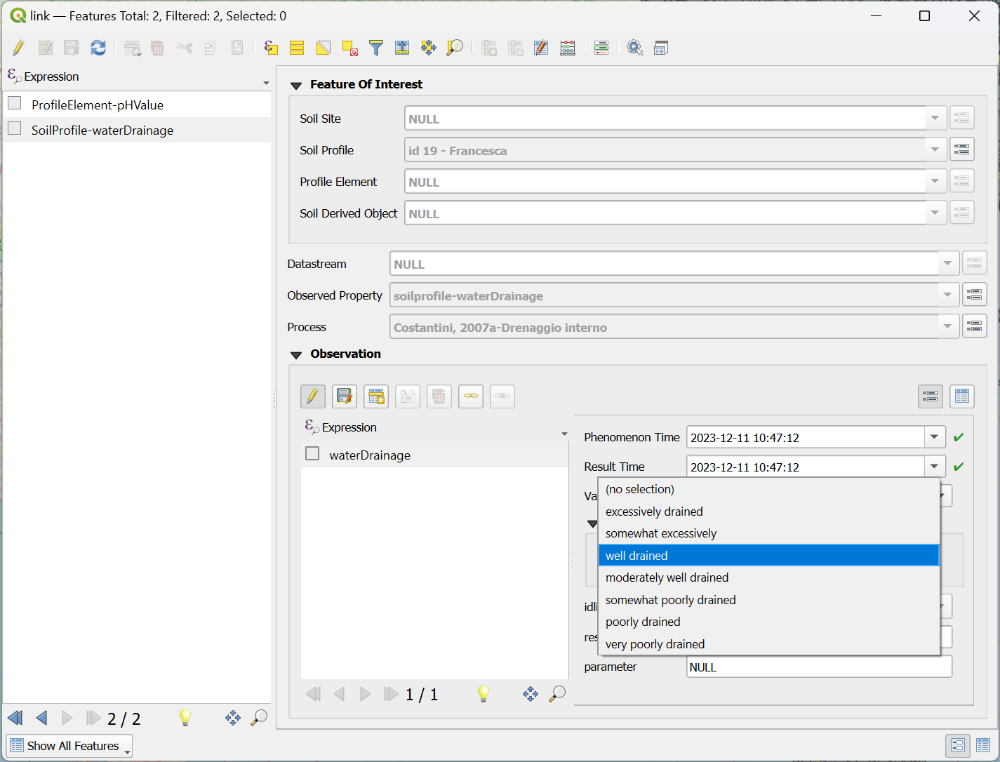 link — Features Total: 2, Filtered: 2, Selected: 0
Expression
ProfileElement-pHValue
SoilProfile-waterDrainage
Feature Of Interest
Soil Site NULL
Soil Profile id 19 - Francesca
Profile Element NULL
Soil Derived Object NULL
Datastream NULL
Observed Property soilprofile-waterDrainage
Process Costantini, 2007a-Drenaggio interno
Observation
Expression
waterDrainage
1 / 1
Phenomenon Time 2023-12-11 10:47:12
Result Time 2023-12-11 10:47:12
Va
(no selection)
excessively drained
somewhat excessively
well drained
moderately well drained
somewhat poorly drained
poorly drained
very poorly drained
idli
res
parameter NULL
2 / 2
Show All Features